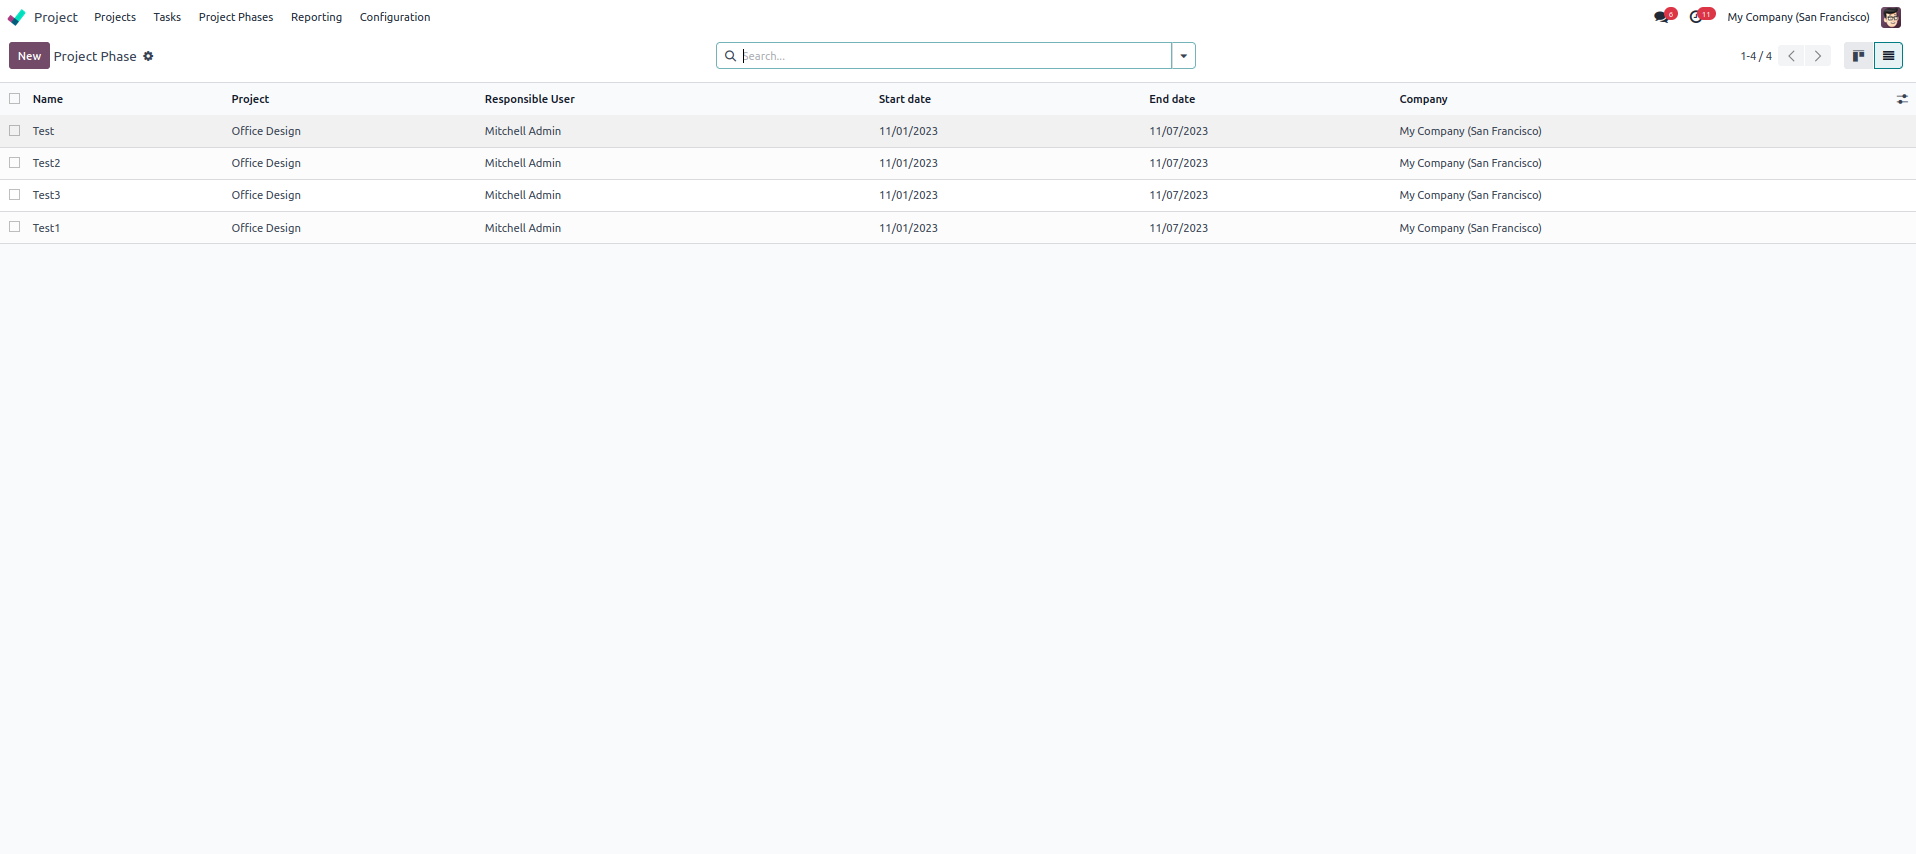 Project Projects Tasks Project Phases Reporting Configuration 6 11 My Company (San Francisco)
New Project Phase Search... 1-4 / 4
Name Project Responsible User Start date End date Company
Test Office Design Mitchell Admin 11/01/2023 11/07/2023 My Company (San Francisco)
Test2 Office Design Mitchell Admin 11/01/2023 11/07/2023 My Company (San Francisco)
Test3 Office Design Mitchell Admin 11/01/2023 11/07/2023 My Company (San Francisco)
Test1 Office Design Mitchell Admin 11/01/2023 11/07/2023 My Company (San Francisco)